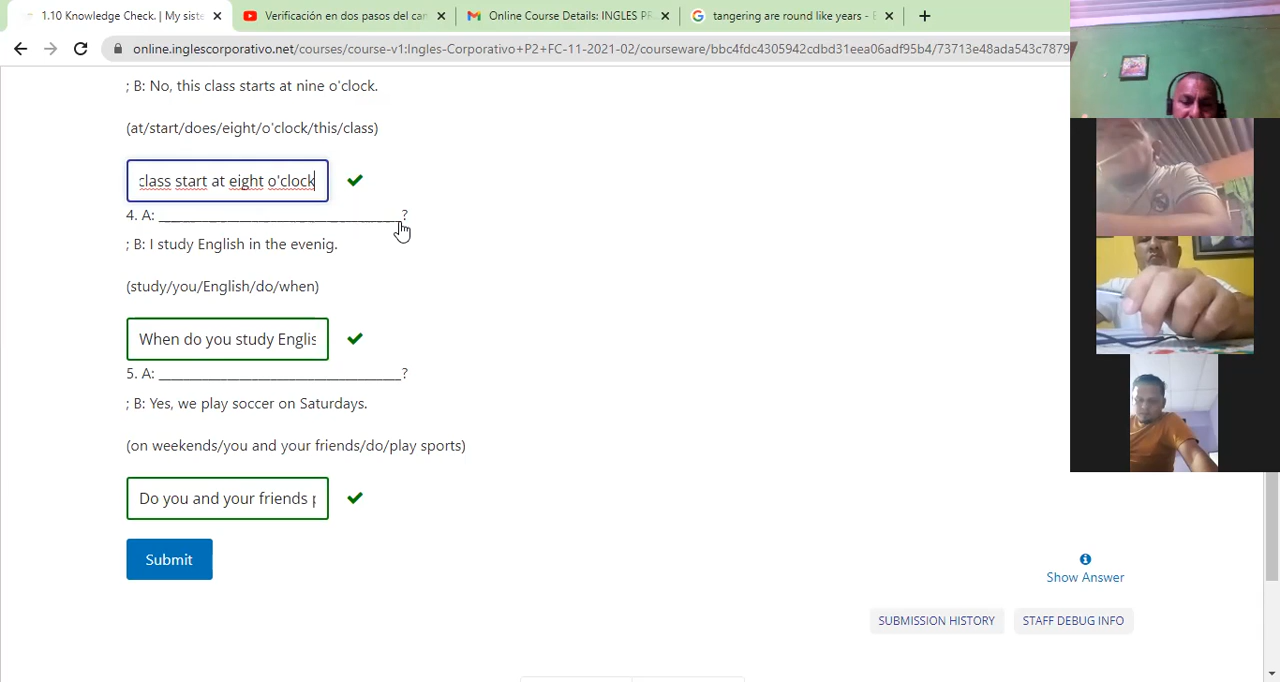 1.10 Knowledge Check. | My siste
Verificación en dos pasos del car
Online Course Details: INGLES PR
tangering are round like years - B
online.inglescorporativo.net/courses/course-v1:Ingles-Corporativo+P2+FC-11-2021-02/courseware/bbc4fdc4305942cdbd31eea06adf95b4/73713e48ada543c7879
; B: No, this class starts at nine o'clock.
(at/start/does/eight/o'clock/this/class)
class start at eight o'clock
4. A: _________________________________?
; B: I study English in the evenig.
(study/you/English/do/when)
When do you study Englis
5. A: _________________________________?
; B: Yes, we play soccer on Saturdays.
(on weekends/you and your friends/do/play sports)
Do you and your friends p
Submit
Show Answer
SUBMISSION HISTORY
STAFF DEBUG INFO